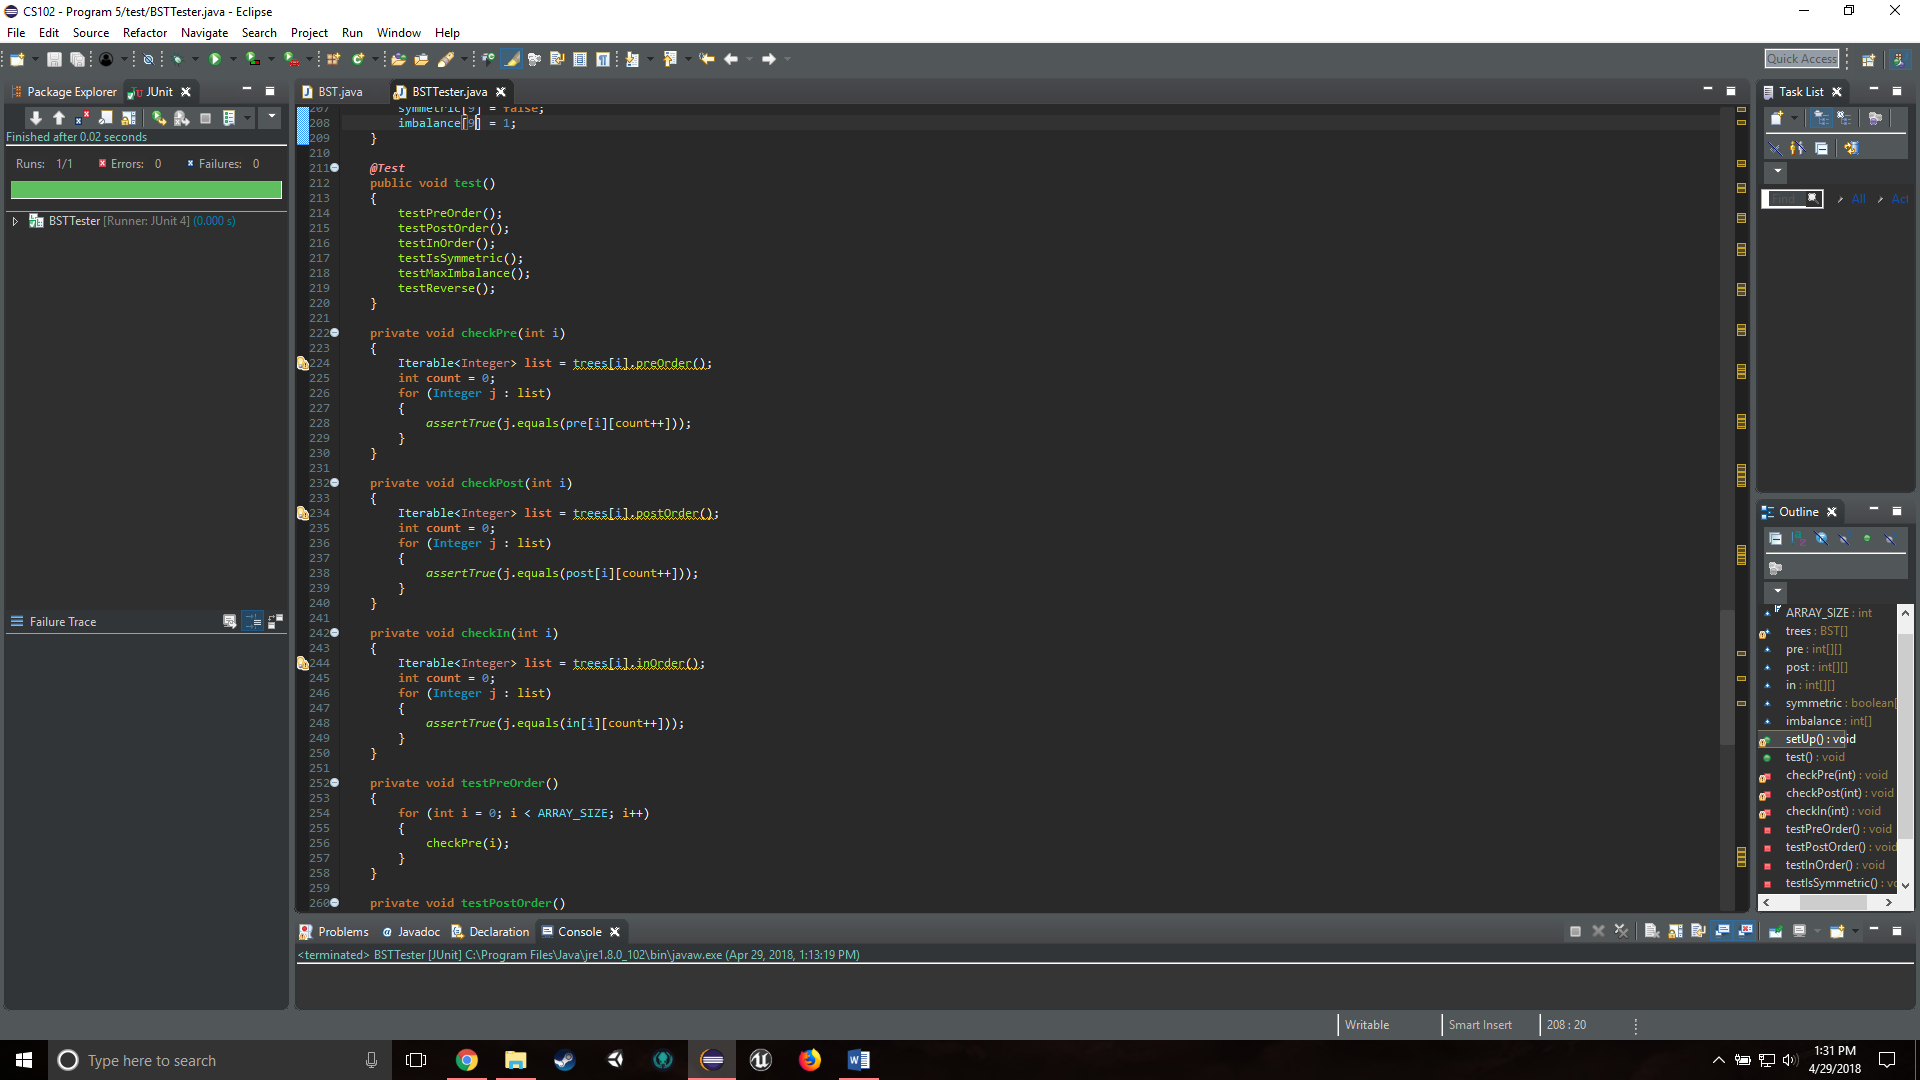 CS102 - Program 5/test/BSTTester.java - Eclipse
File Edit Source Refactor Navigate Search Project Run Window Help
Quick Access
Package Explorer JUnit
Finished after 0.02 seconds
Runs: 1/1 Errors: 0 Failures: 0
BSTTester [Runner: JUnit 4] (0.000 s)
Failure Trace
BST.java BSTTester.java
207 symmetric[9] = false;
208 imbalance[9] = 1;
209 }
210
211 @Test
212 public void test()
213 {
214 testPreOrder();
215 testPostOrder();
216 testInOrder();
217 testIsSymmetric();
218 testMaxImbalance();
219 testReverse();
220 }
221
222 private void checkPre(int i)
223 {
224 Iterable<Integer> list = trees[i].preOrder();
225 int count = 0;
226 for (Integer j : list)
227 {
228 assertTrue(j.equals(pre[i][count++]));
229 }
230 }
231
232 private void checkPost(int i)
233 {
234 Iterable<Integer> list = trees[i].postOrder();
235 int count = 0;
236 for (Integer j : list)
237 {
238 assertTrue(j.equals(post[i][count++]));
239 }
240 }
241
242 private void checkIn(int i)
243 {
244 Iterable<Integer> list = trees[i].inOrder();
245 int count = 0;
246 for (Integer j : list)
247 {
248 assertTrue(j.equals(in[i][count++]));
249 }
250 }
251
252 private void testPreOrder()
253 {
254 for (int i = 0; i < ARRAY_SIZE; i++)
255 {
256 checkPre(i);
257 }
258 }
259
260 private void testPostOrder()
Task List
Find All Act
Outline
ARRAY_SIZE : int
trees : BST[]
pre : int[][]
post : int[][]
in : int[][]
symmetric : boolean[
imbalance : int[]
setUp() : void
test() : void
checkPre(int) : void
checkPost(int) : void
checkIn(int) : void
testPreOrder() : void
testPostOrder() : void
testInOrder() : void
testIsSymmetric() : vo
Problems Javadoc Declaration Console
<terminated> BSTTester [JUnit] C:\Program Files\Java\jre1.8.0_102\bin\javaw.exe (Apr 29, 2018, 1:13:19 PM)
Writable Smart Insert 208 : 20
Type here to search
1:31 PM
4/29/2018